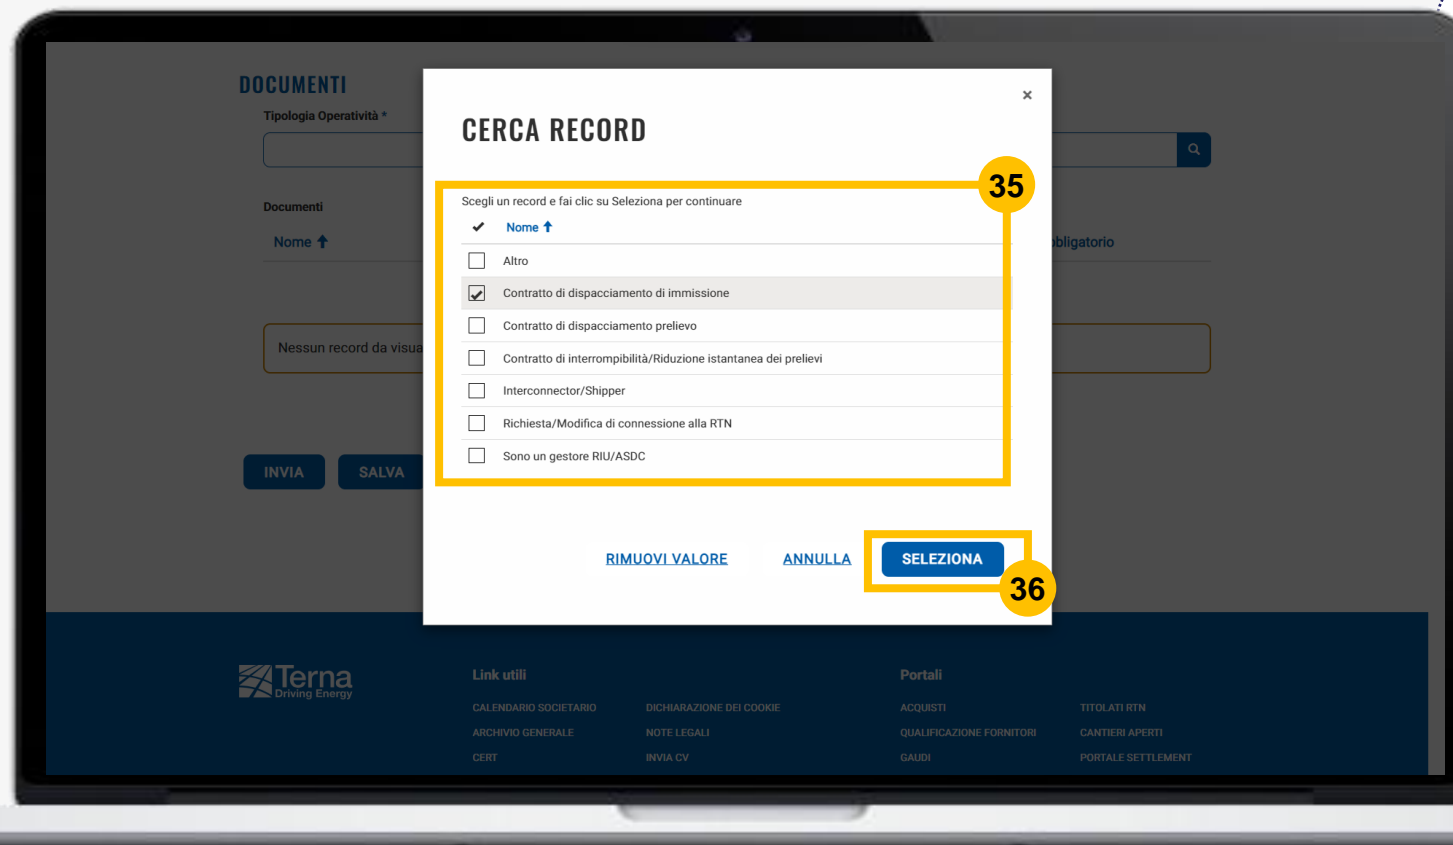 DOCUMENTI
Tipologia Operatività *
Documenti
Nome
obbligatorio
Nessun record da visua
INVIA
SALVA
×
CERCA RECORD
35
Scegli un record e fai clic su Seleziona per continuare
Nome
Altro
Contratto di dispacciamento di immissione
Contratto di dispacciamento prelievo
Contratto di interrompibilità/Riduzione istantanea dei prelievi
Interconnector/Shipper
Richiesta/Modifica di connessione alla RTN
Sono un gestore RIU/ASDC
RIMUOVI VALORE
ANNULLA
SELEZIONA
36
Terna
Driving Energy
Link utili
CALENDARIO SOCIETARIO
DICHIARAZIONE DEI COOKIE
ARCHIVIO GENERALE
NOTE LEGALI
CERT
INVIA CV
Portali
ACQUISTI
TITOLATI RTN
QUALIFICAZIONE FORNITORI
CANTIERI APERTI
GAUDI
PORTALE SETTLEMENT